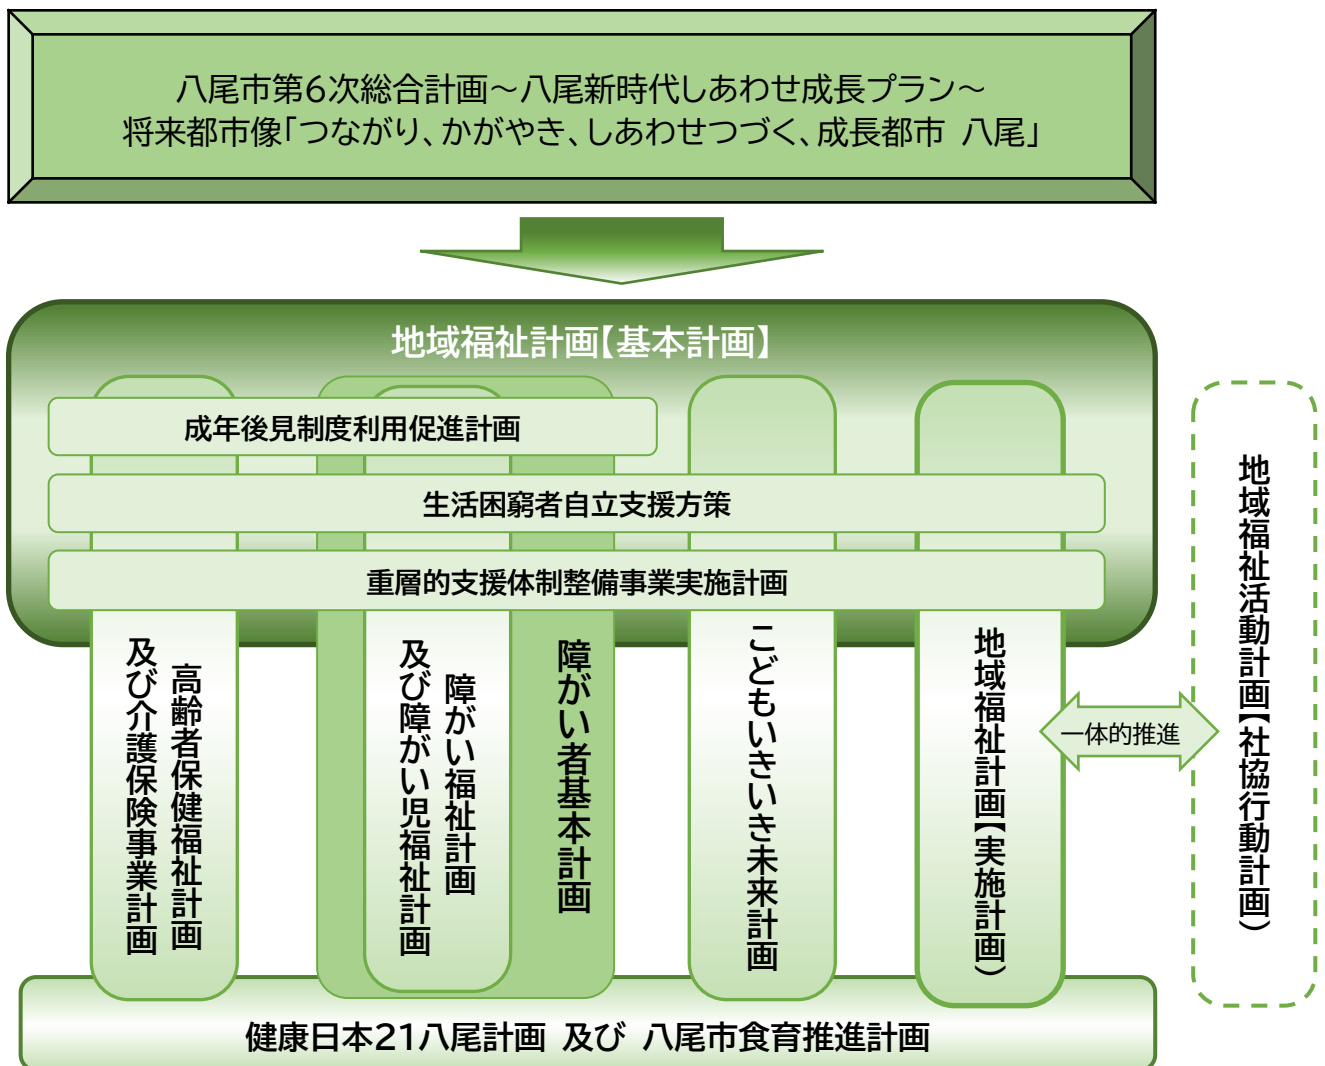 八尾市第6次総合計画～八尾新時代しあわせ成長プラン～
将来都市像「つながり、かがやき、しあわせつづく、成長都市 八尾」
地域福祉計画【基本計画】
成年後見制度利用促進計画
生活困窮者自立支援方策
重層的支援体制整備事業実施計画
高齢者保健福祉計画
及び介護保険事業計画
障がい福祉計画
及び障がい児福祉計画
障がい者基本計画
こどもいきいき未来計画
地域福祉計画【実施計画】
一体的推進
地域福祉活動計画【社協行動計画】
健康日本21八尾計画 及び 八尾市食育推進計画